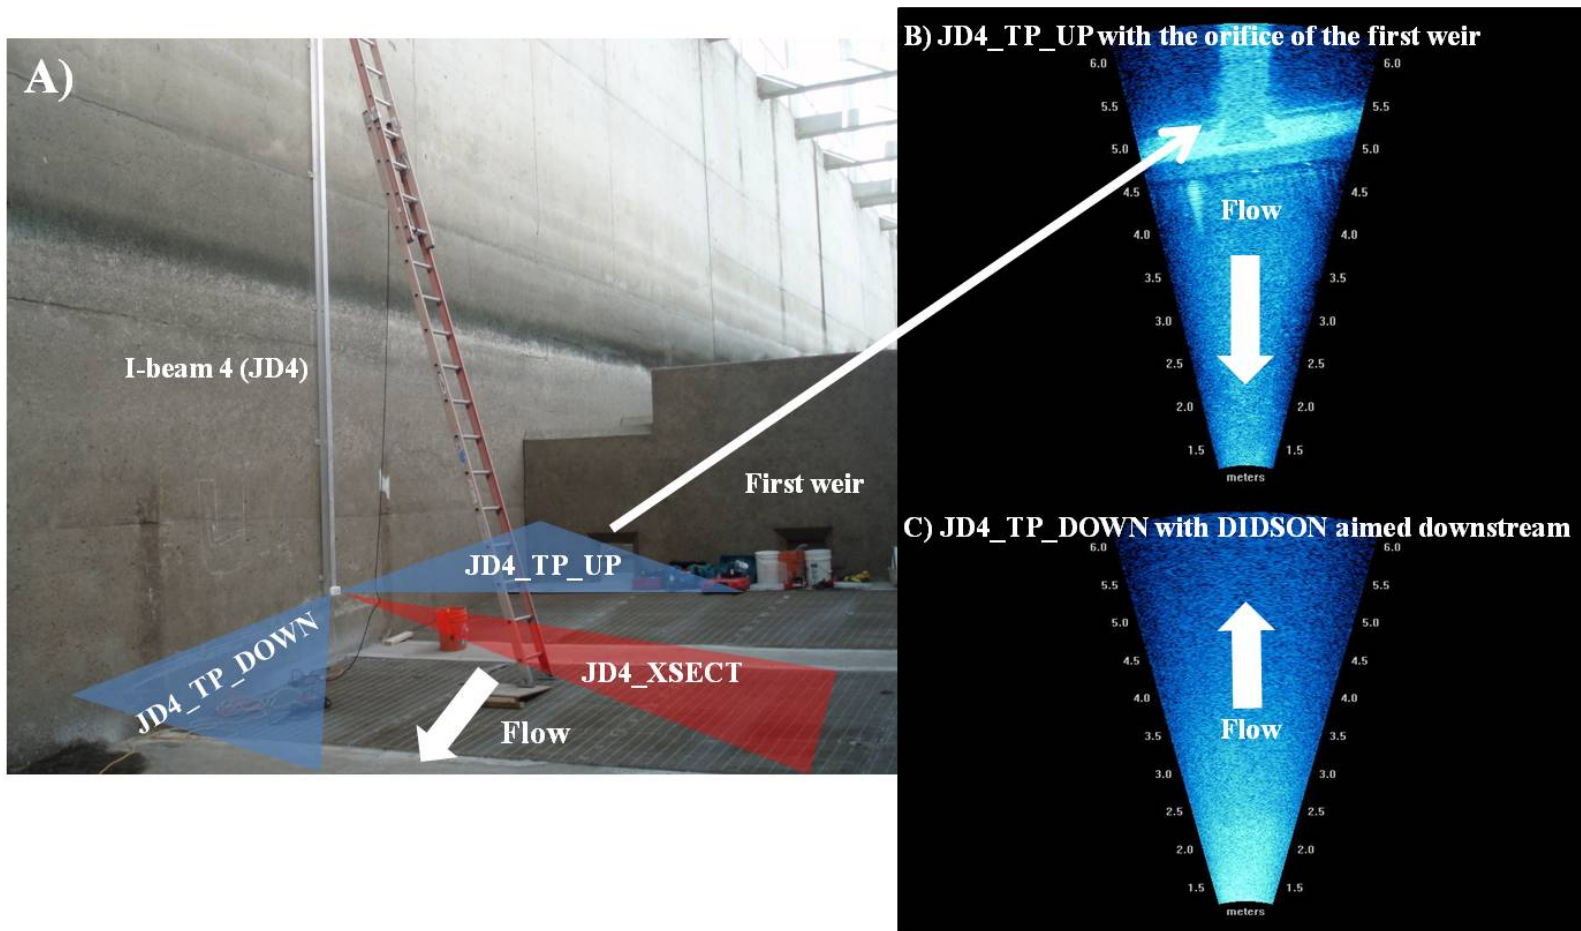 A)
I-beam 4 (JD4)
First weir
JD4_TP_UP
JD4_TP_DOWN
JD4_XSECT
Flow
B) JD4_TP_UP with the orifice of the first weir
6.0 6.0
5.5 5.5
5.0 5.0
4.5 4.5
Flow
4.0 4.0
3.5 3.5
3.0 3.0
2.5 2.5
2.0 2.0
1.5 1.5
meters
C) JD4_TP_DOWN with DIDSON aimed downstream
6.0 6.0
5.5 5.5
5.0 5.0
4.5 4.5
4.0 4.0
Flow
3.5 3.5
3.0 3.0
2.5 2.5
2.0 2.0
1.5 1.5
meters